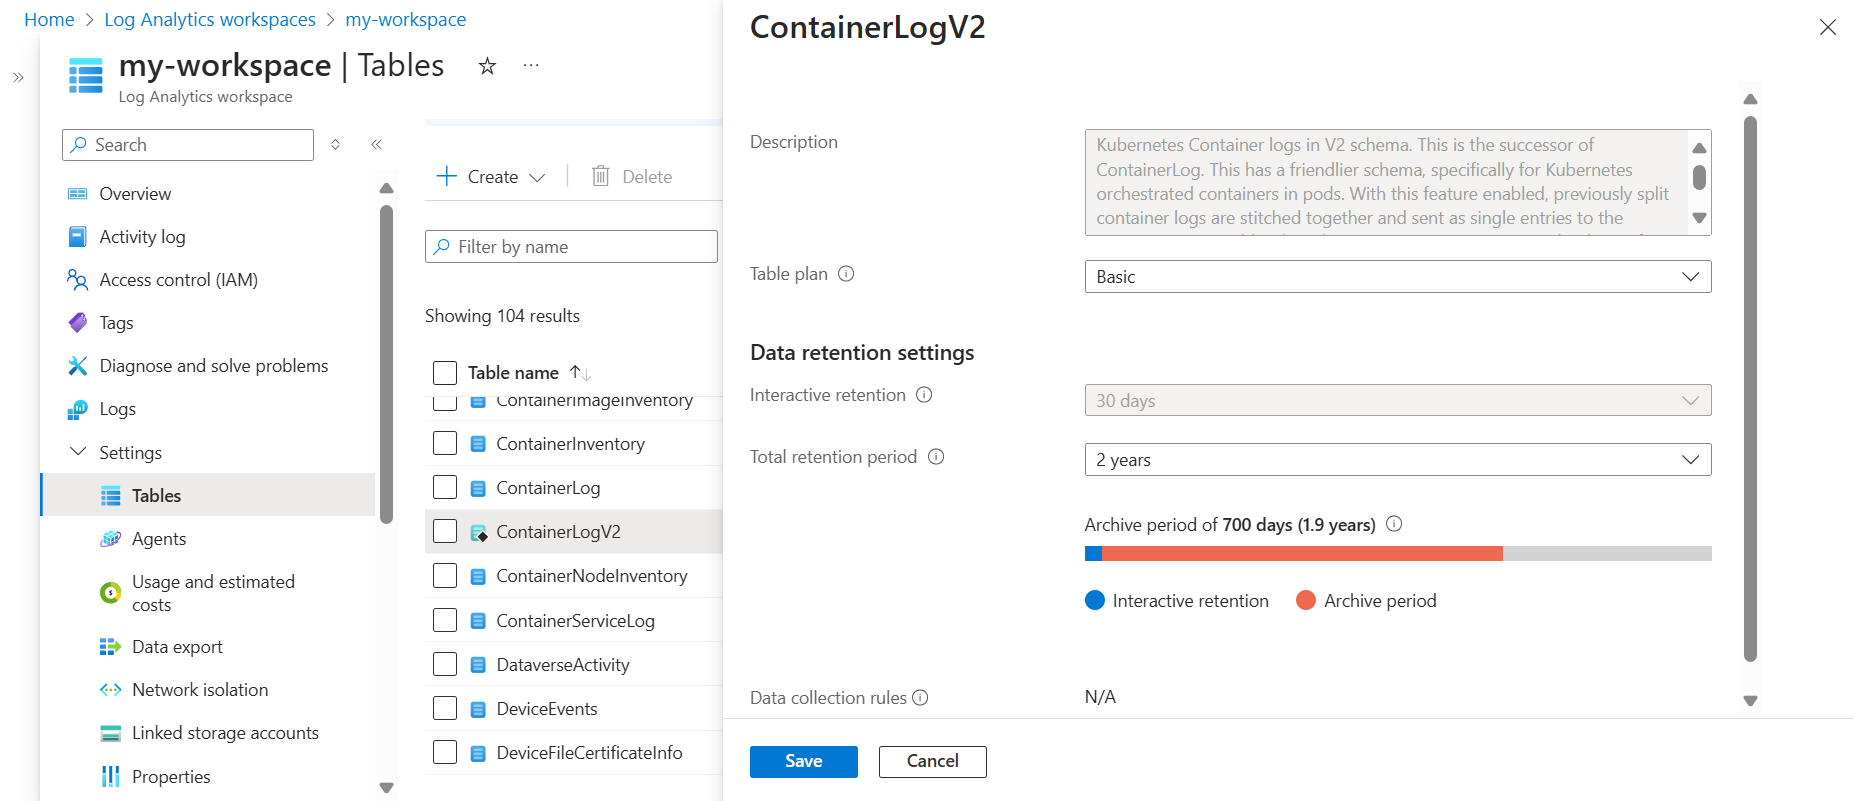 Home > Log Analytics workspaces > my-workspace
my-workspace | Tables
Log Analytics workspace
Search
Overview
Activity log
Access control (IAM)
Tags
Diagnose and solve problems
Logs
Settings
Tables
Agents
Usage and estimated
costs
Data export
Network isolation
Linked storage accounts
Properties
Create
Delete
Filter by name
Showing 104 results
Table name
ContainerImageInventory
ContainerInventory
ContainerLog
ContainerLogV2
ContainerNodeInventory
ContainerServiceLog
DataverseActivity
DeviceEvents
DeviceFileCertificateInfo
ContainerLogV2
Description
Kubernetes Container logs in V2 schema. This is the successor of
ContainerLog. This has a friendlier schema, specifically for Kubernetes
orchestrated containers in pods. With this feature enabled, previously split
container logs are stitched together and sent as single entries to the
Table plan
Basic
Data retention settings
Interactive retention
30 days
Total retention period
2 years
Archive period of 700 days (1.9 years)
Interactive retention
Archive period
Data collection rules
N/A
Save
Cancel